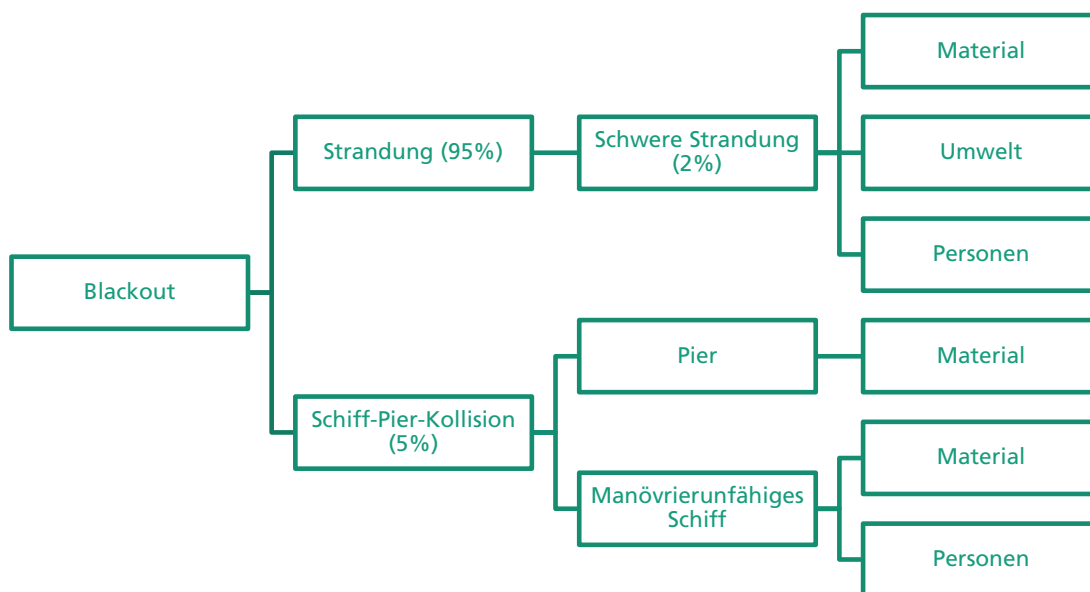 Blackout
Strandung (95%)
Schwere Strandung
(2%)
Material
Umwelt
Personen
Schiff-Pier-Kollision
(5%)
Pier
Material
Manövrierunfähiges
Schiff
Material
Personen